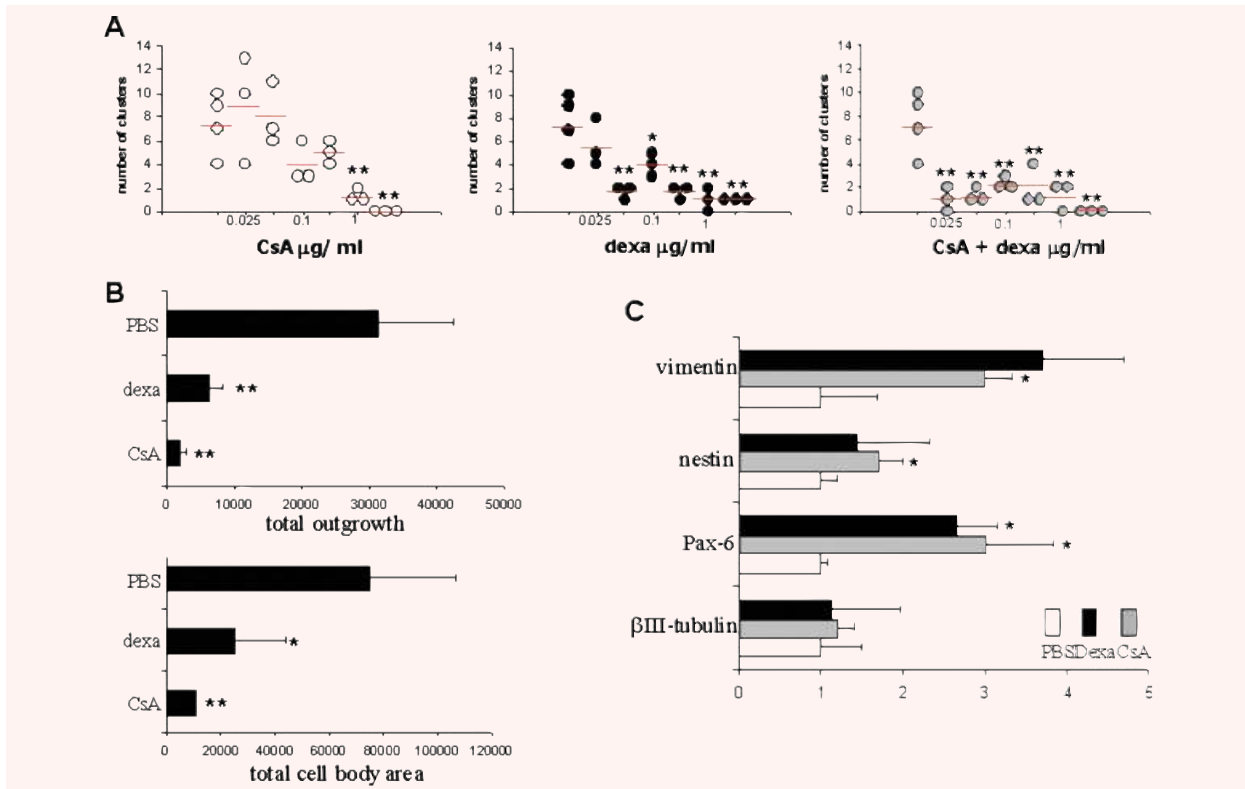 A
number of clusters
14
12
10
8
6
4
2
0
** **
0.025 0.1 1
CsA μg/ ml
number of clusters
14
12
10
8
6
4
2
0
** * ** ** **
0.025 0.1 1
dexa μg/ml
number of clusters
14
12
10
8
6
4
2
0
** ** ** ** ** **
0.025 0.1 1
CsA + dexa μg/ml
B
PBS
dexa **
CsA **
0 10000 20000 30000 40000 50000
total outgrowth
PBS
dexa *
CsA **
0 20000 40000 60000 80000 100000 120000
total cell body area
C
vimentin *
nestin *
Pax-6 * *
βIII-tubulin
PBS Dexa CsA
0 1 2 3 4 5